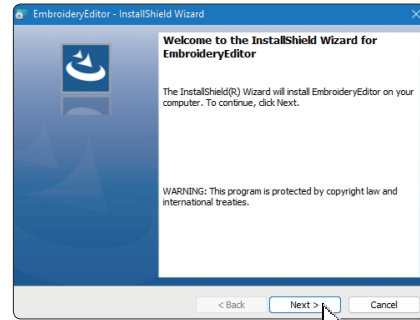 EmbroideryEditor - InstallShield Wizard
Welcome to the InstallShield Wizard for
EmbroideryEditor
The InstallShield(R) Wizard will install EmbroideryEditor on your
computer. To continue, click Next.
WARNING: This program is protected by copyright law and
international treaties.
< Back Next > Cancel